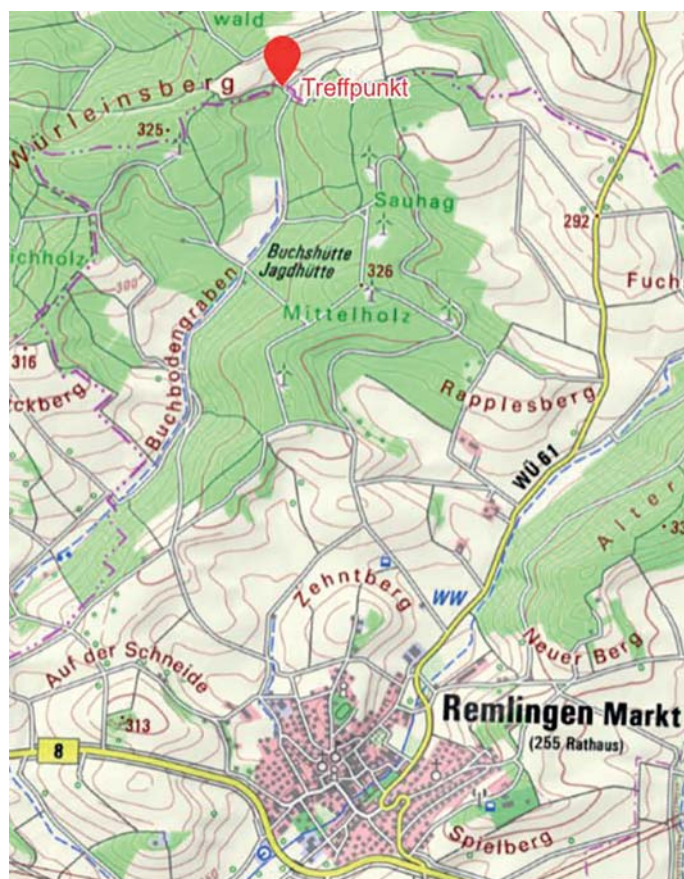 wald
Treffpunkt
Würleinsberg
325
Sauhag
292
Buchshütte
Jagdhütte
326
Fuch
ichholz
300
Mittelholz
Buchbodengraben
316
ckberg
Rapplesberg
WÜ 61
Alter
33
Zehntberg
WW
Neuer Berg
Auf der Schneide
313
Remlingen Markt
(255 Rathaus)
8
Spielberg